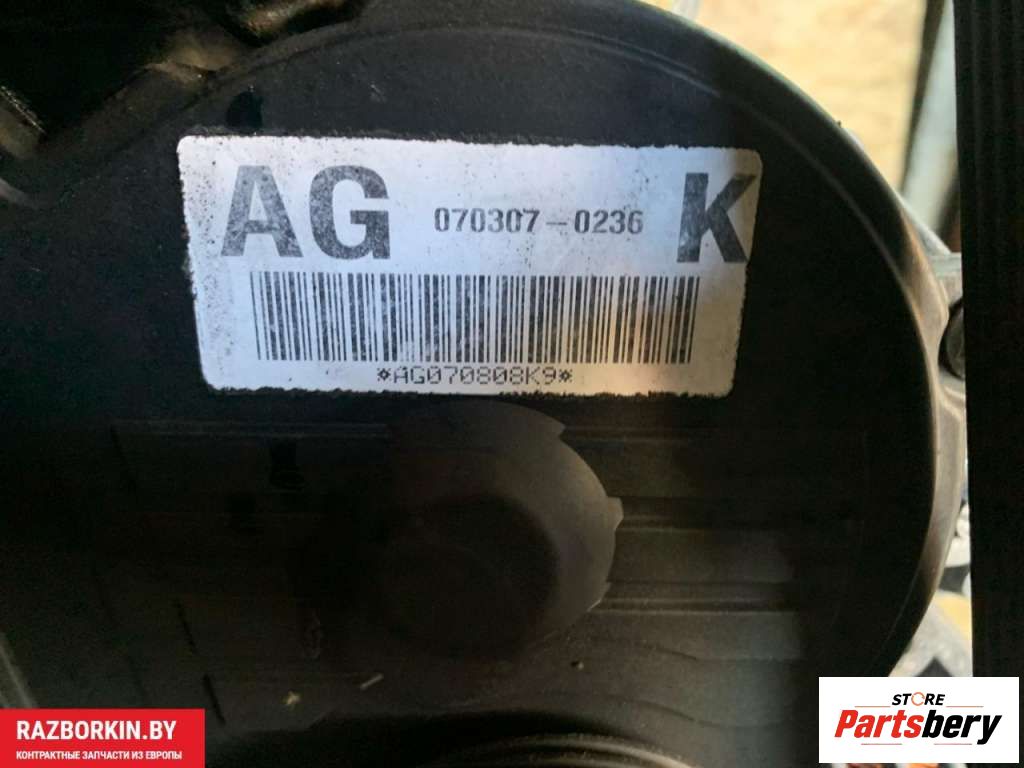 AG 070307-0236 K
*AG070808K9*
RAZBORKIN.BY
КОНТРАКТНЫЕ ЗАПЧАСТИ ИЗ ЕВРОПЫ
STORE
Partsbery